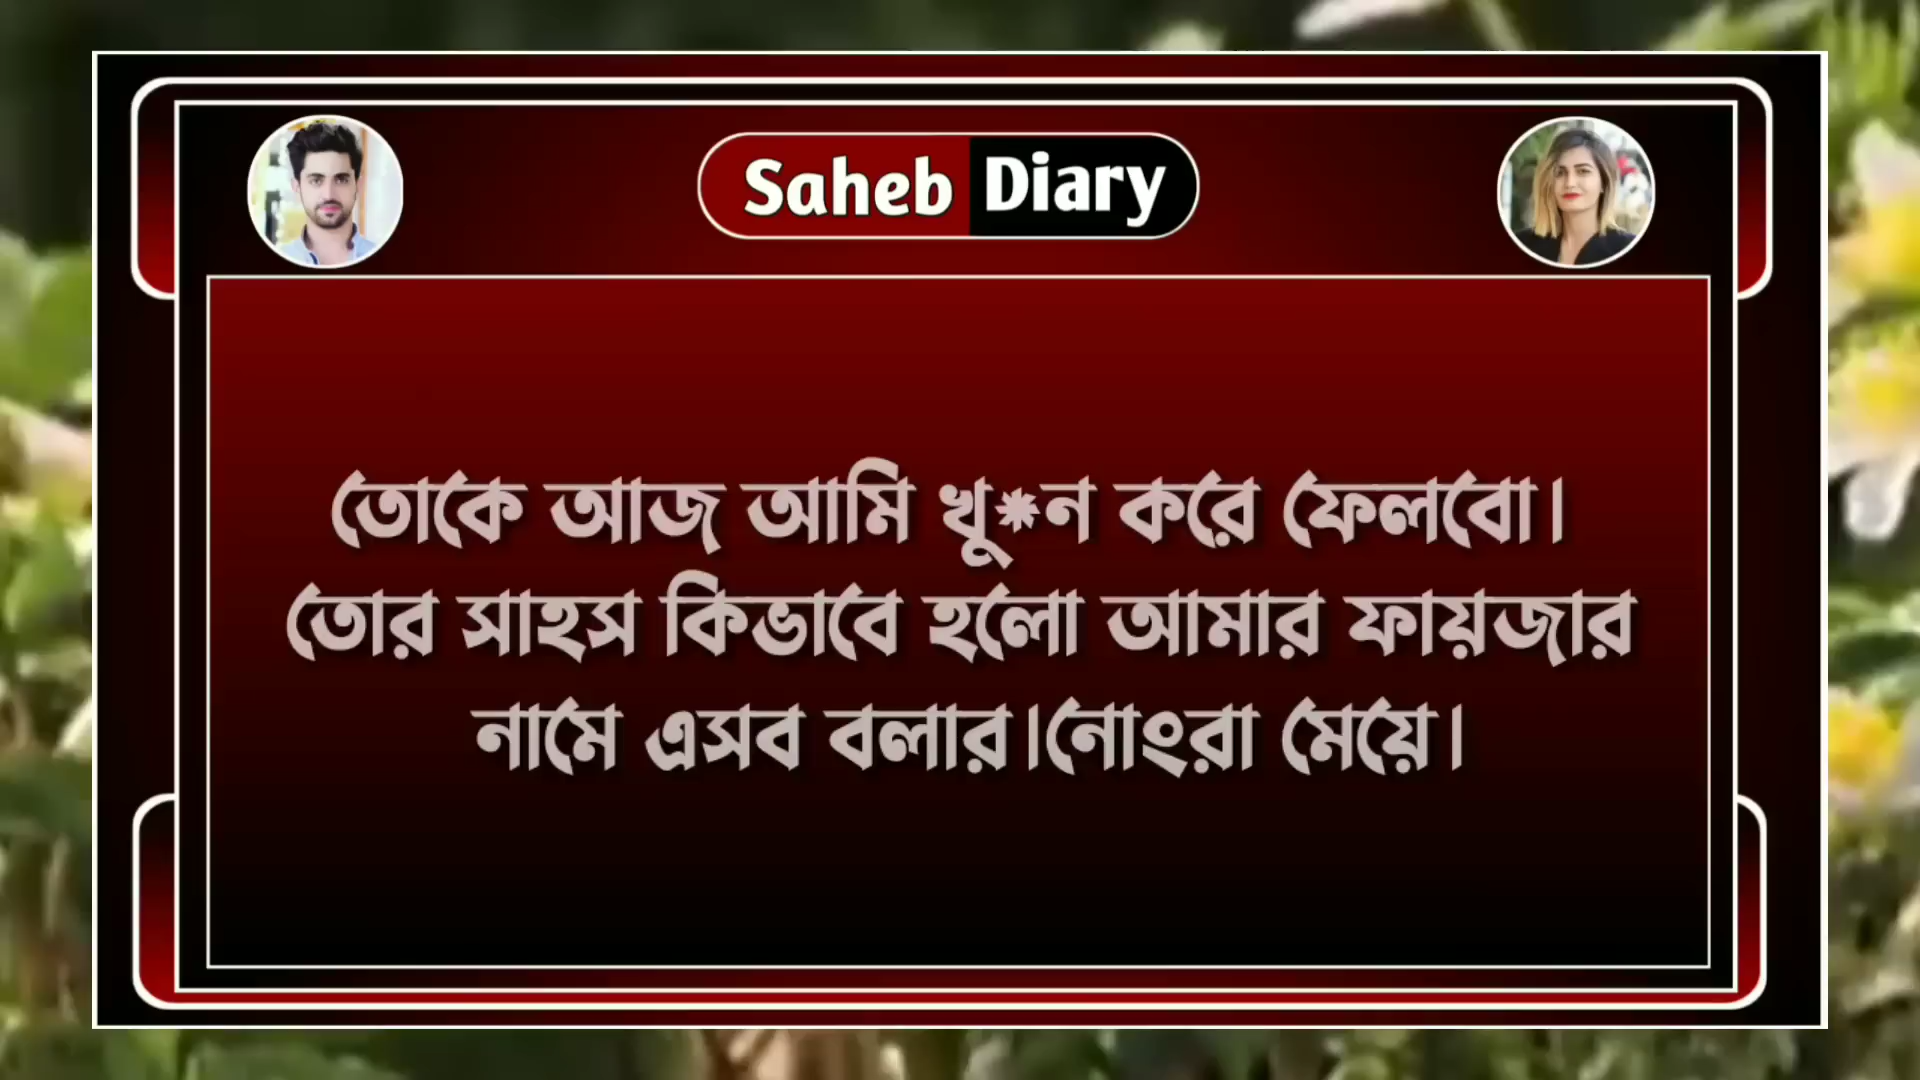 Saheb Diary
তোকে আজ আমি খু*ন করে ফেলবো।
তোর সাহস কিভাবে হলো আমার ফায়জার
নামে এসব বলার।নোংরা মেয়ে।